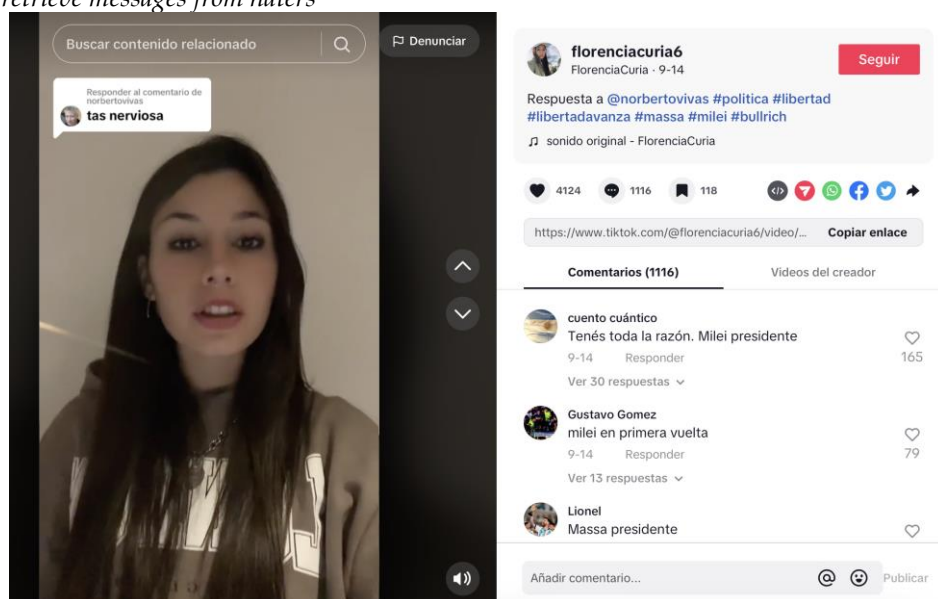 retrieve messages from haters
Buscar contenido relacionado
Denunciar
Responder al comentario de
norbertovivas
tas nerviosa
florenciacuria6
FlorenciaCuria · 9-14
Seguir
Respuesta a @norbertovivas #politica #libertad
#libertadavanza #massa #milei #bullrich
sonido original - FlorenciaCuria
4124 1116 118
https://www.tiktok.com/@florenciacuria6/video/... Copiar enlace
Comentarios (1116) Videos del creador
cuento cuántico
Tenés toda la razón. Milei presidente
9-14 Responder
165
Ver 30 respuestas
Gustavo Gomez
milei en primera vuelta
9-14 Responder
79
Ver 13 respuestas
Lionel
Massa presidente
Añadir comentario... Publicar